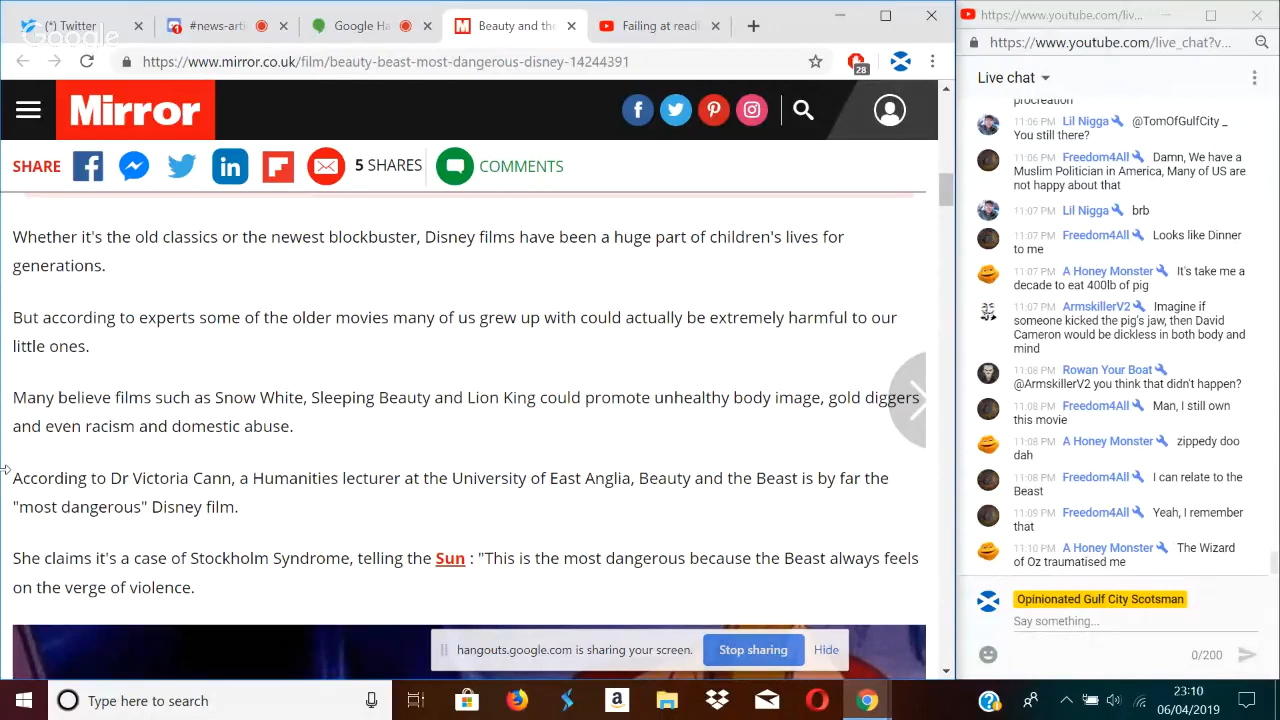 (*) Twitter
#news-arti
Google Ha
Beauty and the
Failing at readi
https://www.youtube.com/liv...
Google
https://www.mirror.co.uk/film/beauty-beast-most-dangerous-disney-14244391
28
https://www.youtube.com/live_chat?v...
Mirror
Live chat
SHARE
5 SHARES
COMMENTS
Whether it's the old classics or the newest blockbuster, Disney films have been a huge part of children's lives for
generations.
But according to experts some of the older movies many of us grew up with could actually be extremely harmful to our
little ones.
Many believe films such as Snow White, Sleeping Beauty and Lion King could promote unhealthy body image, gold diggers
and even racism and domestic abuse.
According to Dr Victoria Cann, a Humanities lecturer at the University of East Anglia, Beauty and the Beast is by far the
"most dangerous" Disney film.
She claims it's a case of Stockholm Syndrome, telling the Sun : "This is the most dangerous because the Beast always feels
on the verge of violence.
hangouts.google.com is sharing your screen.
Stop sharing
Hide
procreation
11:06 PM Lil Nigga @TomOfGulfCity _
You still there?
11:06 PM Freedom4All Damn, We have a
Muslim Politician in America, Many of US are
not happy about that
11:07 PM Lil Nigga brb
11:07 PM Freedom4All Looks like Dinner
to me
11:07 PM A Honey Monster It's take me a
decade to eat 400lb of pig
11:07 PM ArmskillerV2 Imagine if
someone kicked the pig's jaw, then David
Cameron would be dickless in both body and
mind
11:08 PM Rowan Your Boat
@ArmskillerV2 you think that didn't happen?
11:08 PM Freedom4All Man, I still own
this movie
11:08 PM A Honey Monster zippedy doo
dah
11:08 PM Freedom4All I can relate to the
Beast
11:09 PM Freedom4All Yeah, I remember
that
11:10 PM A Honey Monster The Wizard
of Oz traumatised me
Opinionated Gulf City Scotsman
Say something...
0/200
Type here to search
23:10
06/04/2019